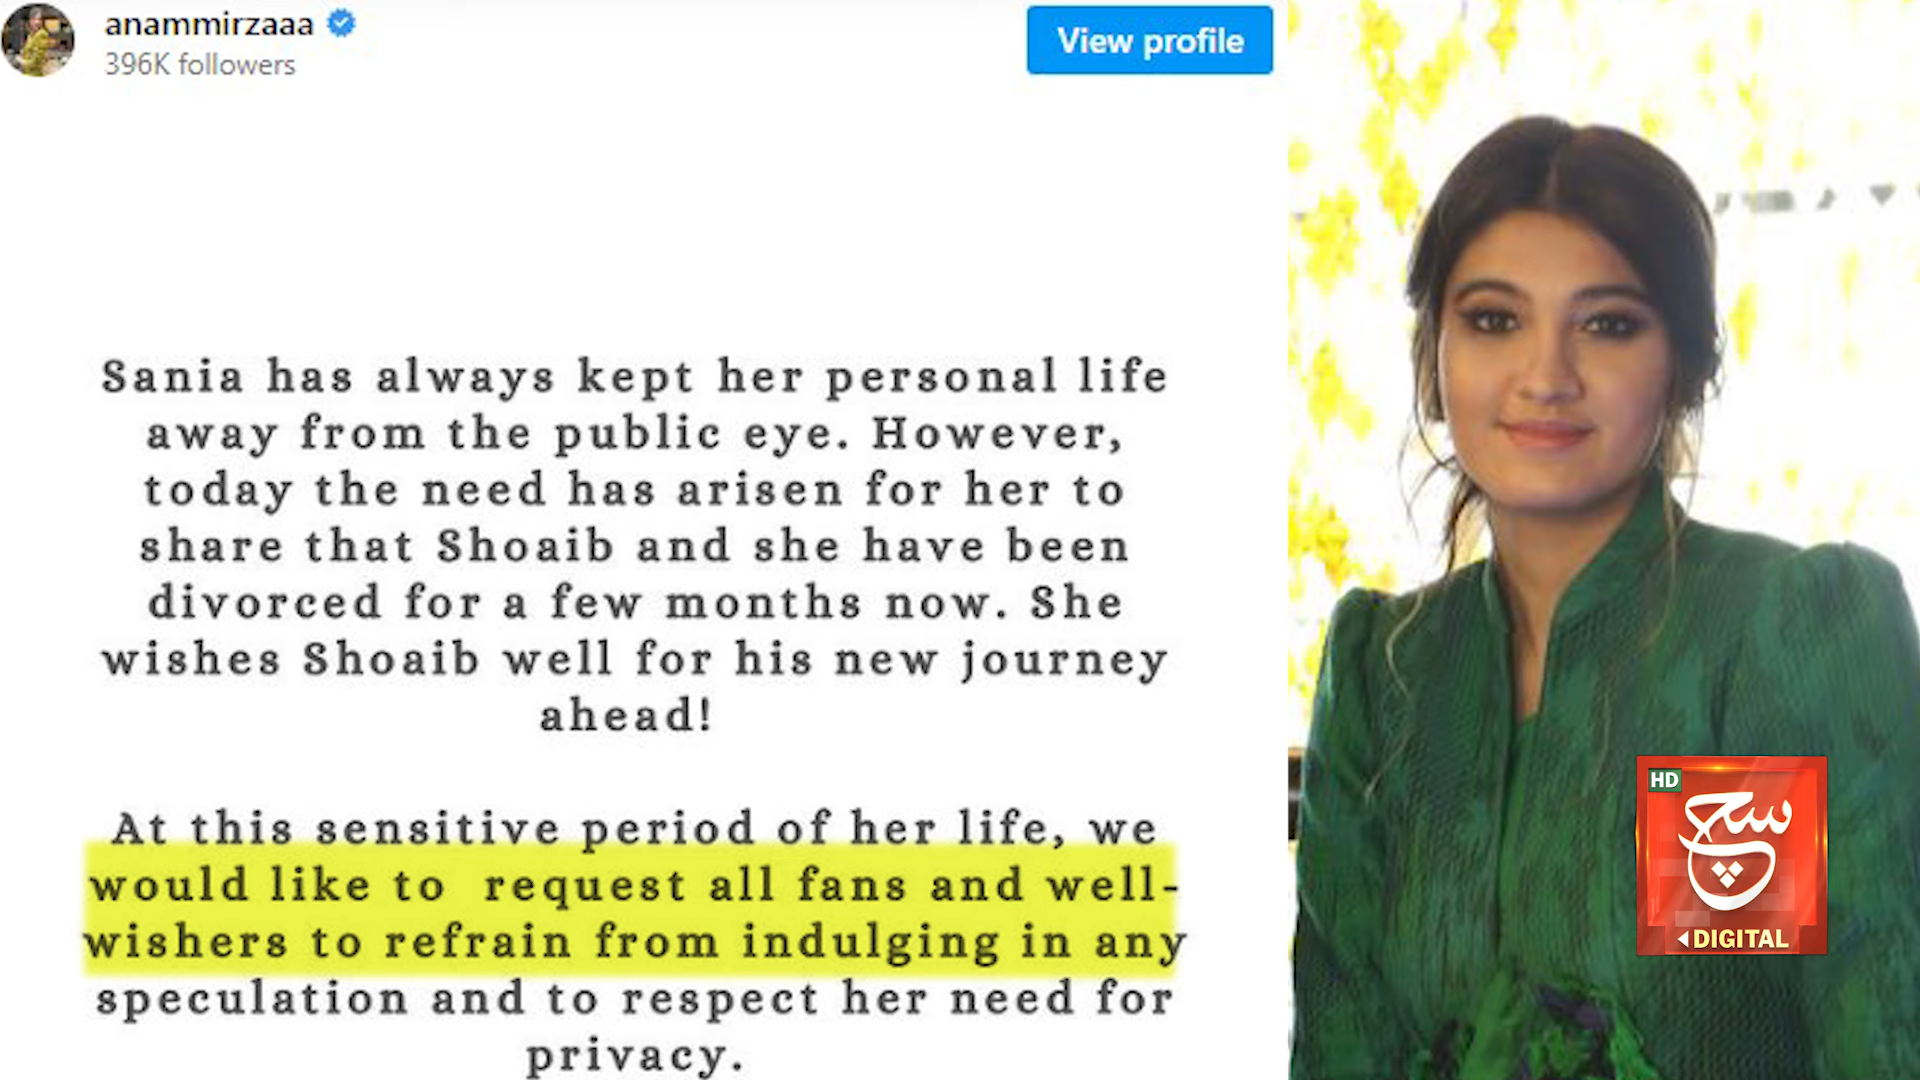 anammirzaaa
396K followers
View profile
Sania has always kept her personal life
away from the public eye. However,
today the need has arisen for her to
share that Shoaib and she have been
divorced for a few months now. She
wishes Shoaib well for his new journey
ahead!
At this sensitive period of her life, we
would like to request all fans and well-
wishers to refrain from indulging in any
speculation and to respect her need for
privacy.
HD
سچ
DIGITAL